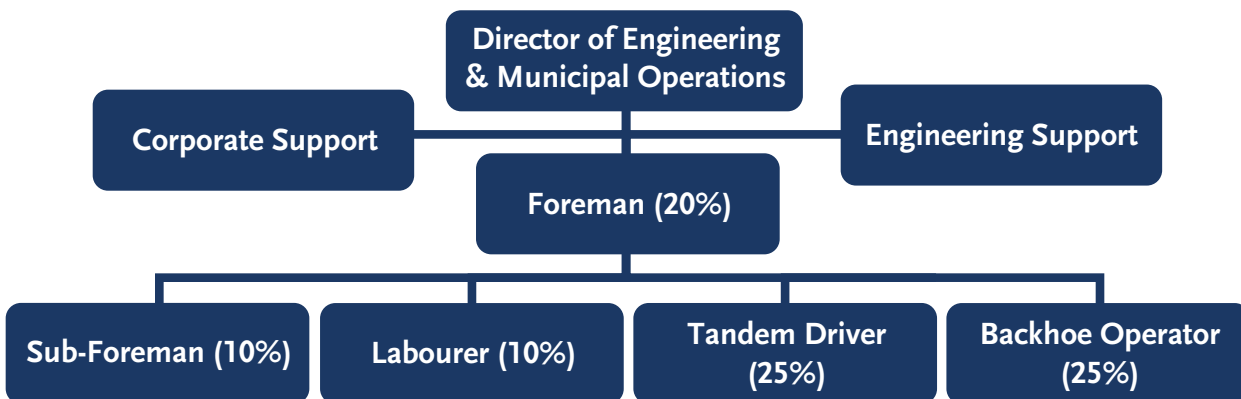 Director of Engineering
& Municipal Operations
Corporate Support
Engineering Support
Foreman (20%)
Sub-Foreman (10%)
Labourer (10%)
Tandem Driver
(25%)
Backhoe Operator
(25%)